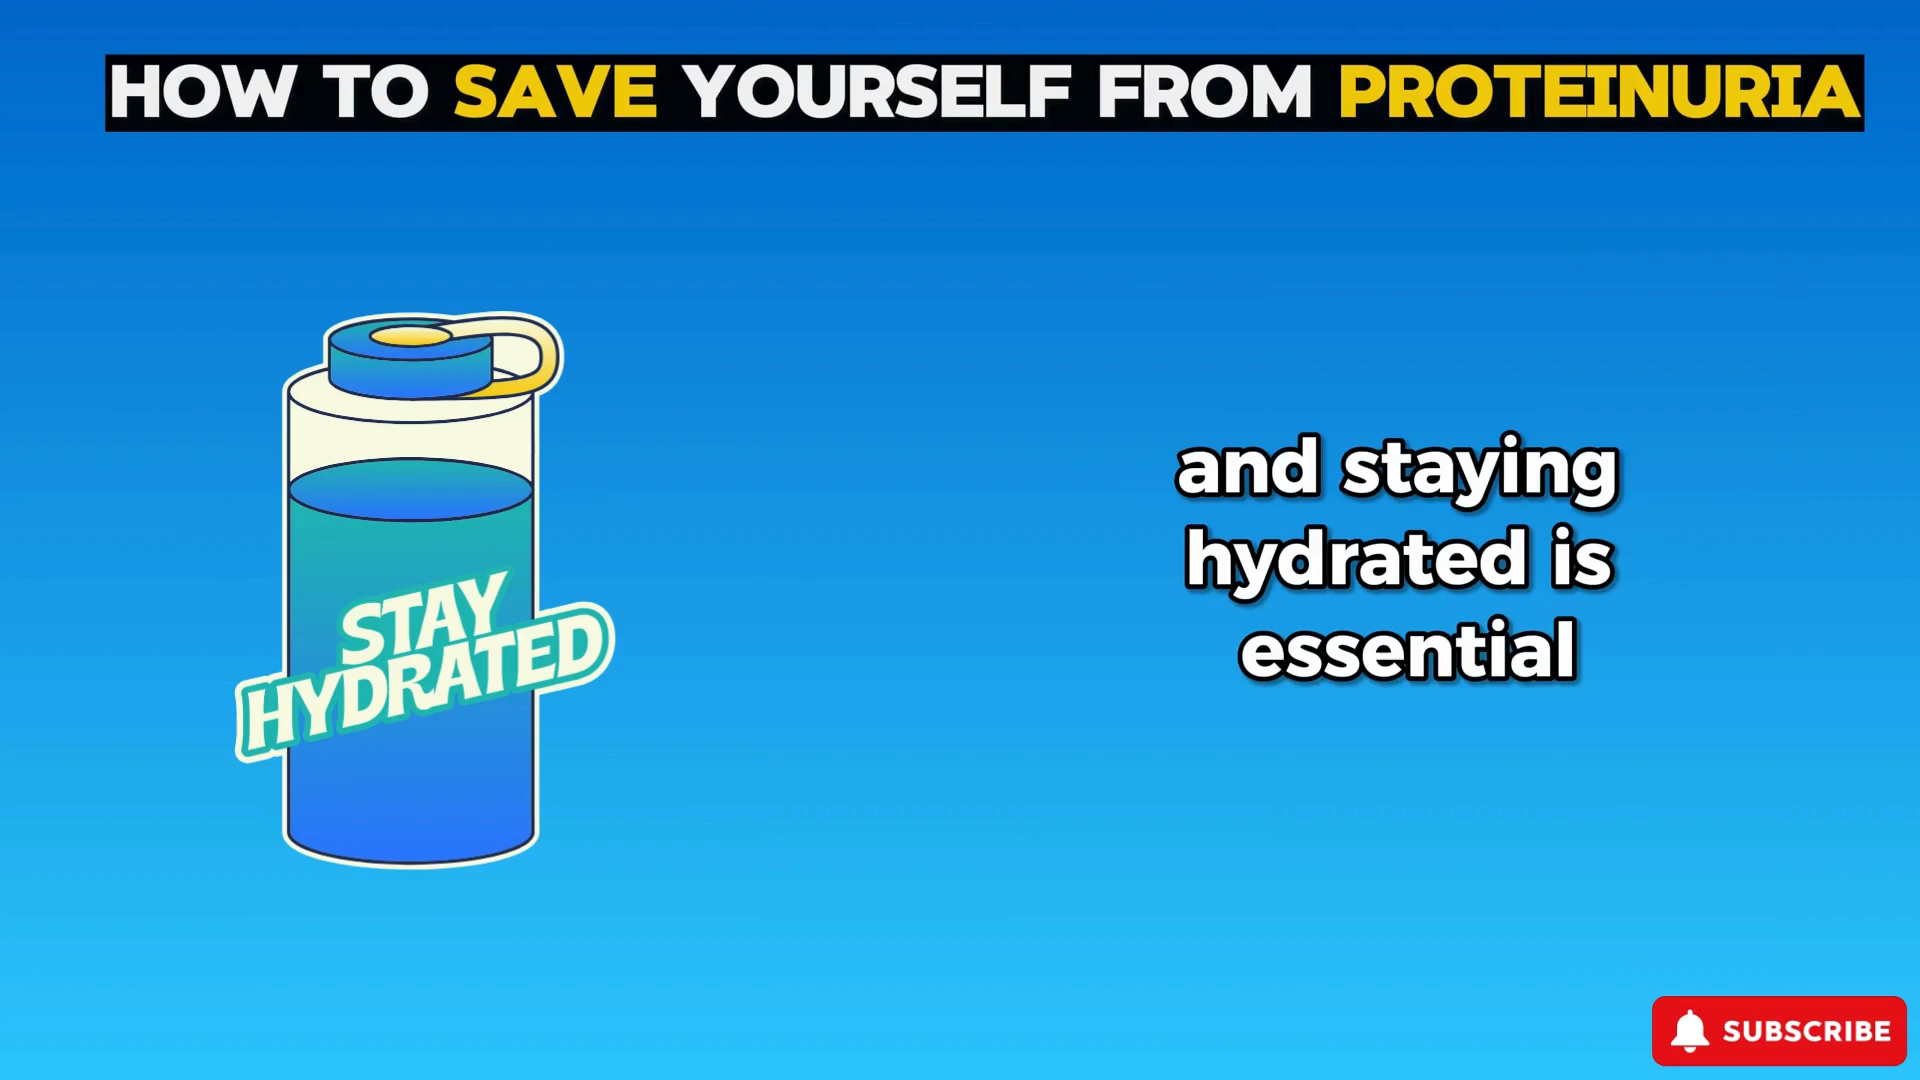 HOW TO SAVE YOURSELF FROM PROTEINURIA
STAY
HYDRATED
and staying
hydrated is
essential
SUBSCRIBE